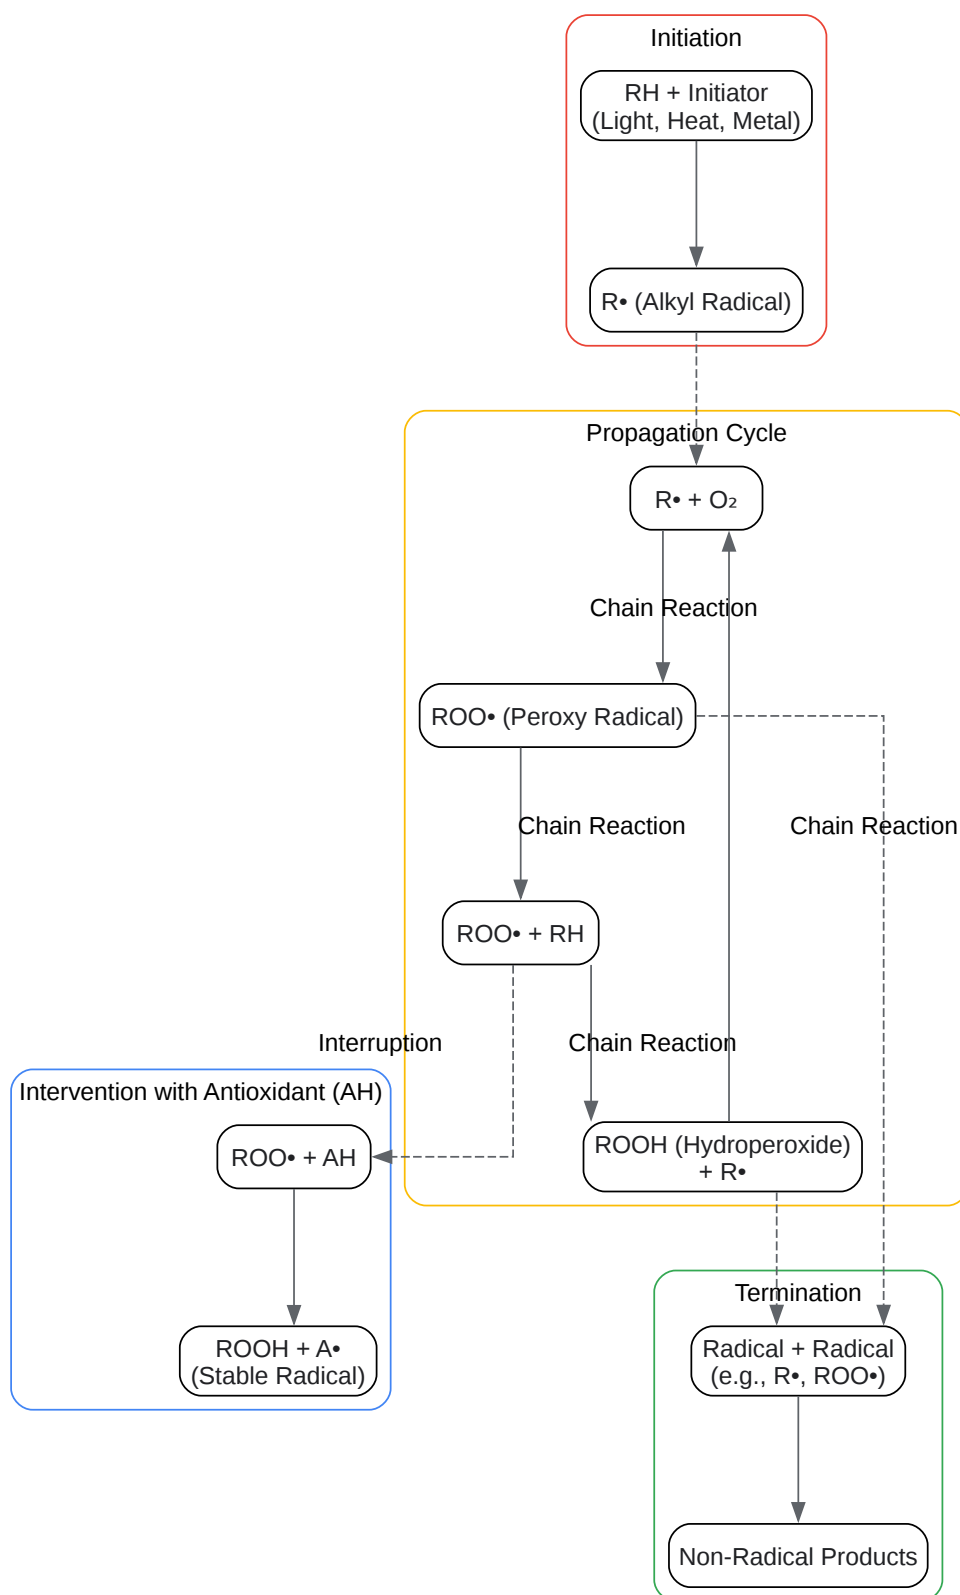 Initiation
RH + Initiator
(Light, Heat, Metal)
R• (Alkyl Radical)
Propagation Cycle
R• + O₂
Chain Reaction
ROO• (Peroxy Radical)
Chain Reaction
Chain Reaction
ROO• + RH
Interruption
Chain Reaction
Intervention with Antioxidant (AH)
ROO• + AH
ROOH (Hydroperoxide)
+ R•
Termination
ROOH + A•
(Stable Radical)
Radical + Radical
(e.g., R•, ROO•)
Non-Radical Products